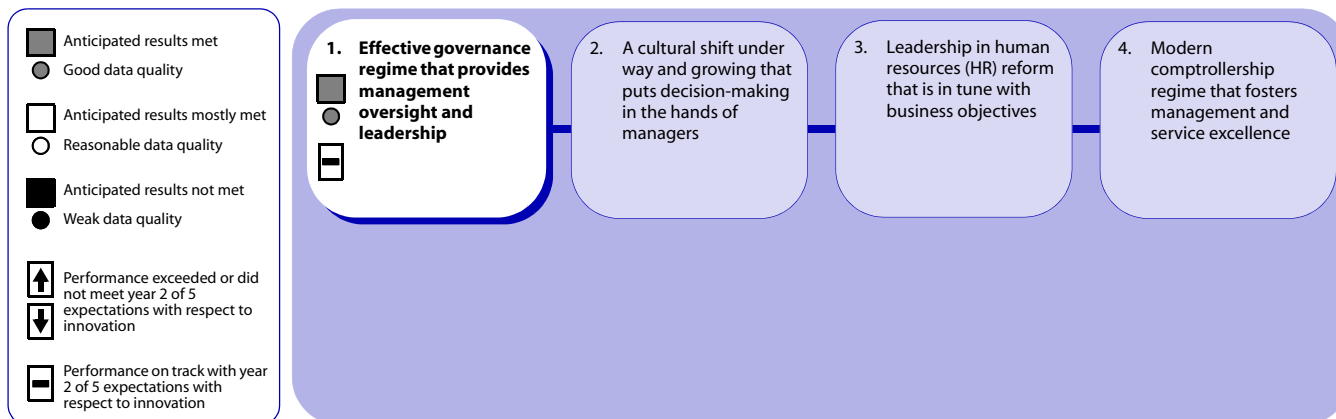 Anticipated results met
Good data quality
Anticipated results mostly met
Reasonable data quality
Anticipated results not met
Weak data quality
Performance exceeded or did
not meet year 2 of 5
expectations with respect to
innovation
Performance on track with year
2 of 5 expectations with
respect to innovation
1. Effective governance
regime that provides
management
oversight and
leadership
2. A cultural shift under
way and growing that
puts decision-making
in the hands of
managers
3. Leadership in human
resources (HR) reform
that is in tune with
business objectives
4. Modern
comptrollership
regime that fosters
management and
service excellence